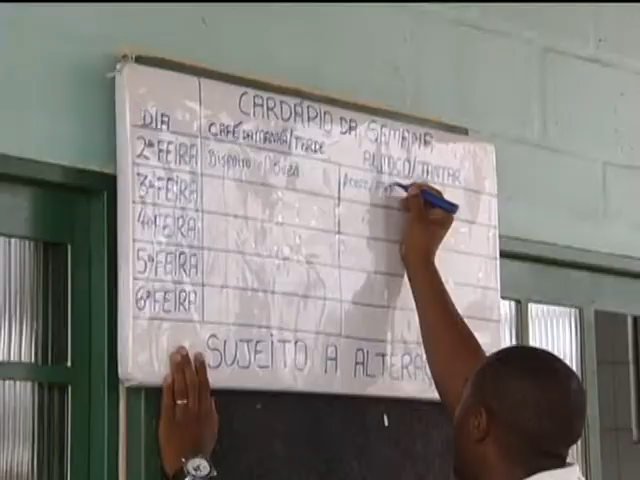 CARDÁPIO DA SEMANA
DIA CAFÉ DA MANHÃ/TARDE ALMOÇO/JANTAR
2ª FEIRA
3ª FEIRA
4ª FEIRA
5ª FEIRA
6ª FEIRA
SUJEITO A ALTERA